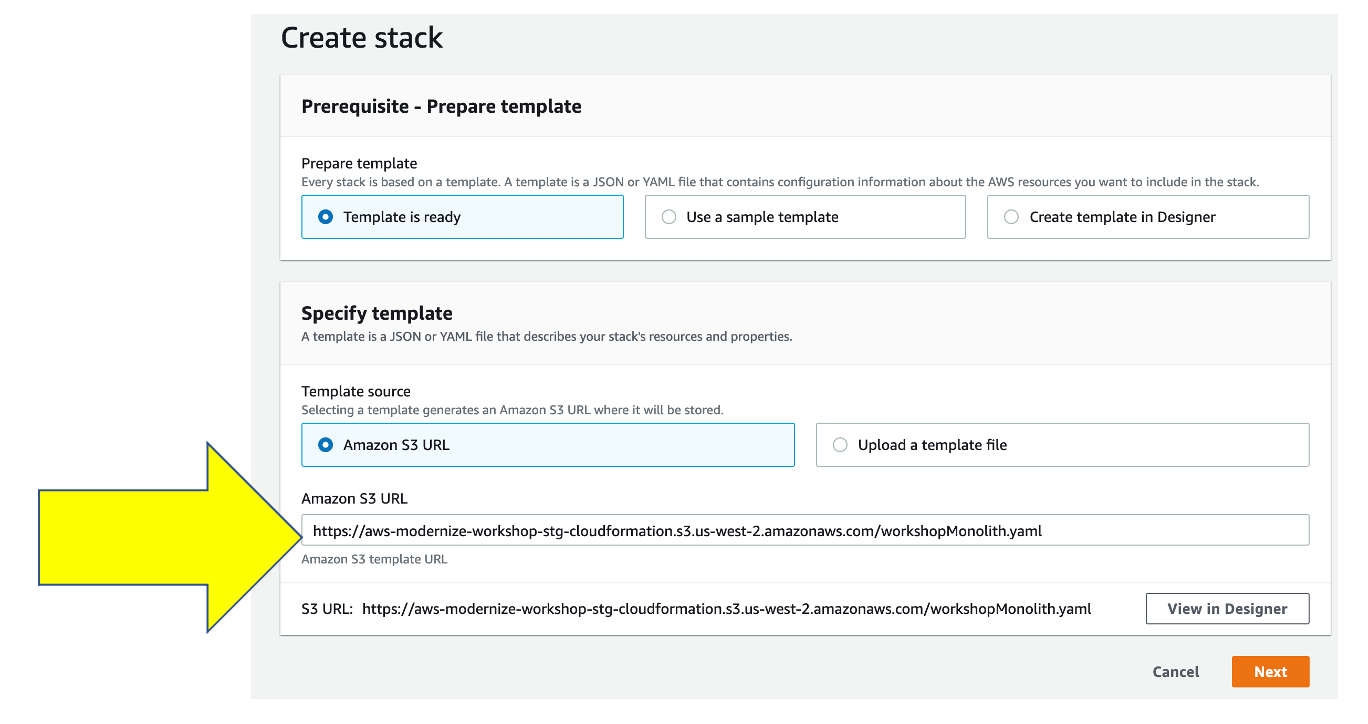 Create stack
Prerequisite - Prepare template
Prepare template
Every stack is based on a template. A template is a JSON or YAML file that contains configuration information about the AWS resources you want to include in the stack.
Template is ready
Use a sample template
Create template in Designer
Specify template
A template is a JSON or YAML file that describes your stack's resources and properties.
Template source
Selecting a template generates an Amazon S3 URL where it will be stored.
Amazon S3 URL
Upload a template file
Amazon S3 URL
https://aws-modernize-workshop-stg-cloudformation.s3.us-west-2.amazonaws.com/workshopMonolith.yaml
Amazon S3 template URL
S3 URL: https://aws-modernize-workshop-stg-cloudformation.s3.us-west-2.amazonaws.com/workshopMonolith.yaml
View in Designer
Cancel
Next